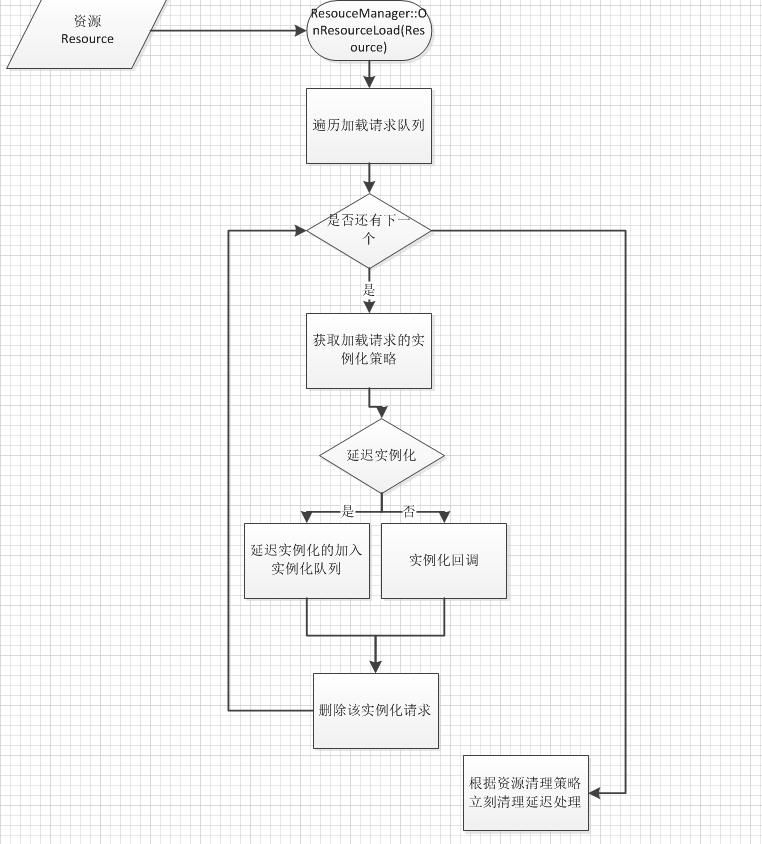 资源
Resource
ResouceManager::O
nResourceLoad(Res
ource)
遍历加载请求队列
是否还有下一
个
是
获取加载请求的实
例化策略
延迟实例化
是
否
延迟实例化的加入
实例化队列
实例化回调
删除该实例化请求
根据资源清理策略
立刻清理延迟处理